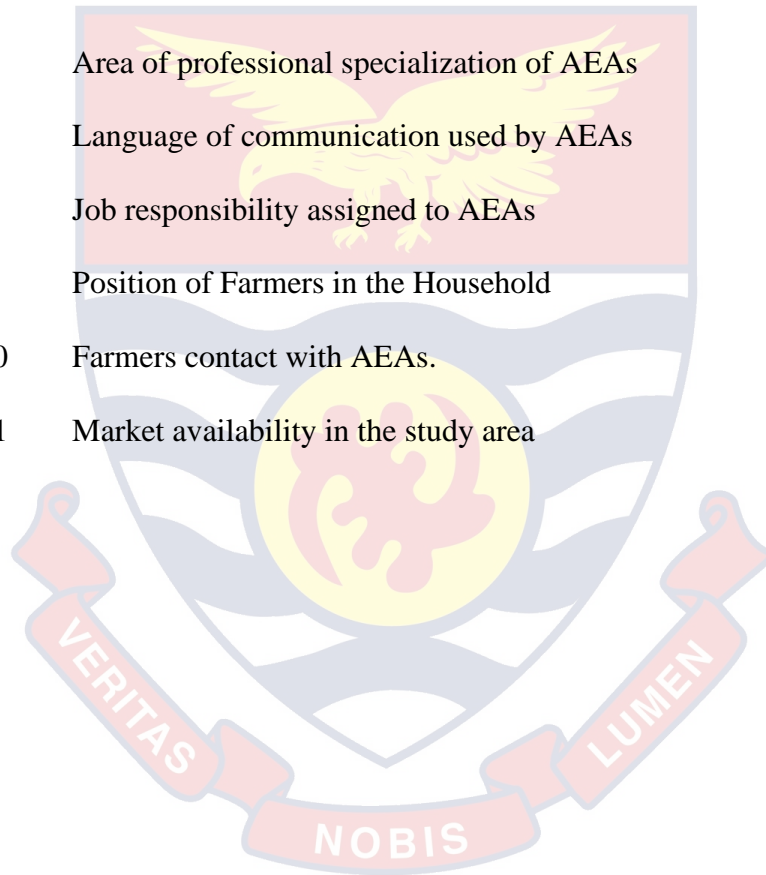 Area of professional specialization of AEAs
Language of communication used by AEAs
Job responsibility assigned to AEAs
Position of Farmers in the Household
0 Farmers contact with AEAs.
1 Market availability in the study area
VERITAS
NOBIS
LUMEN